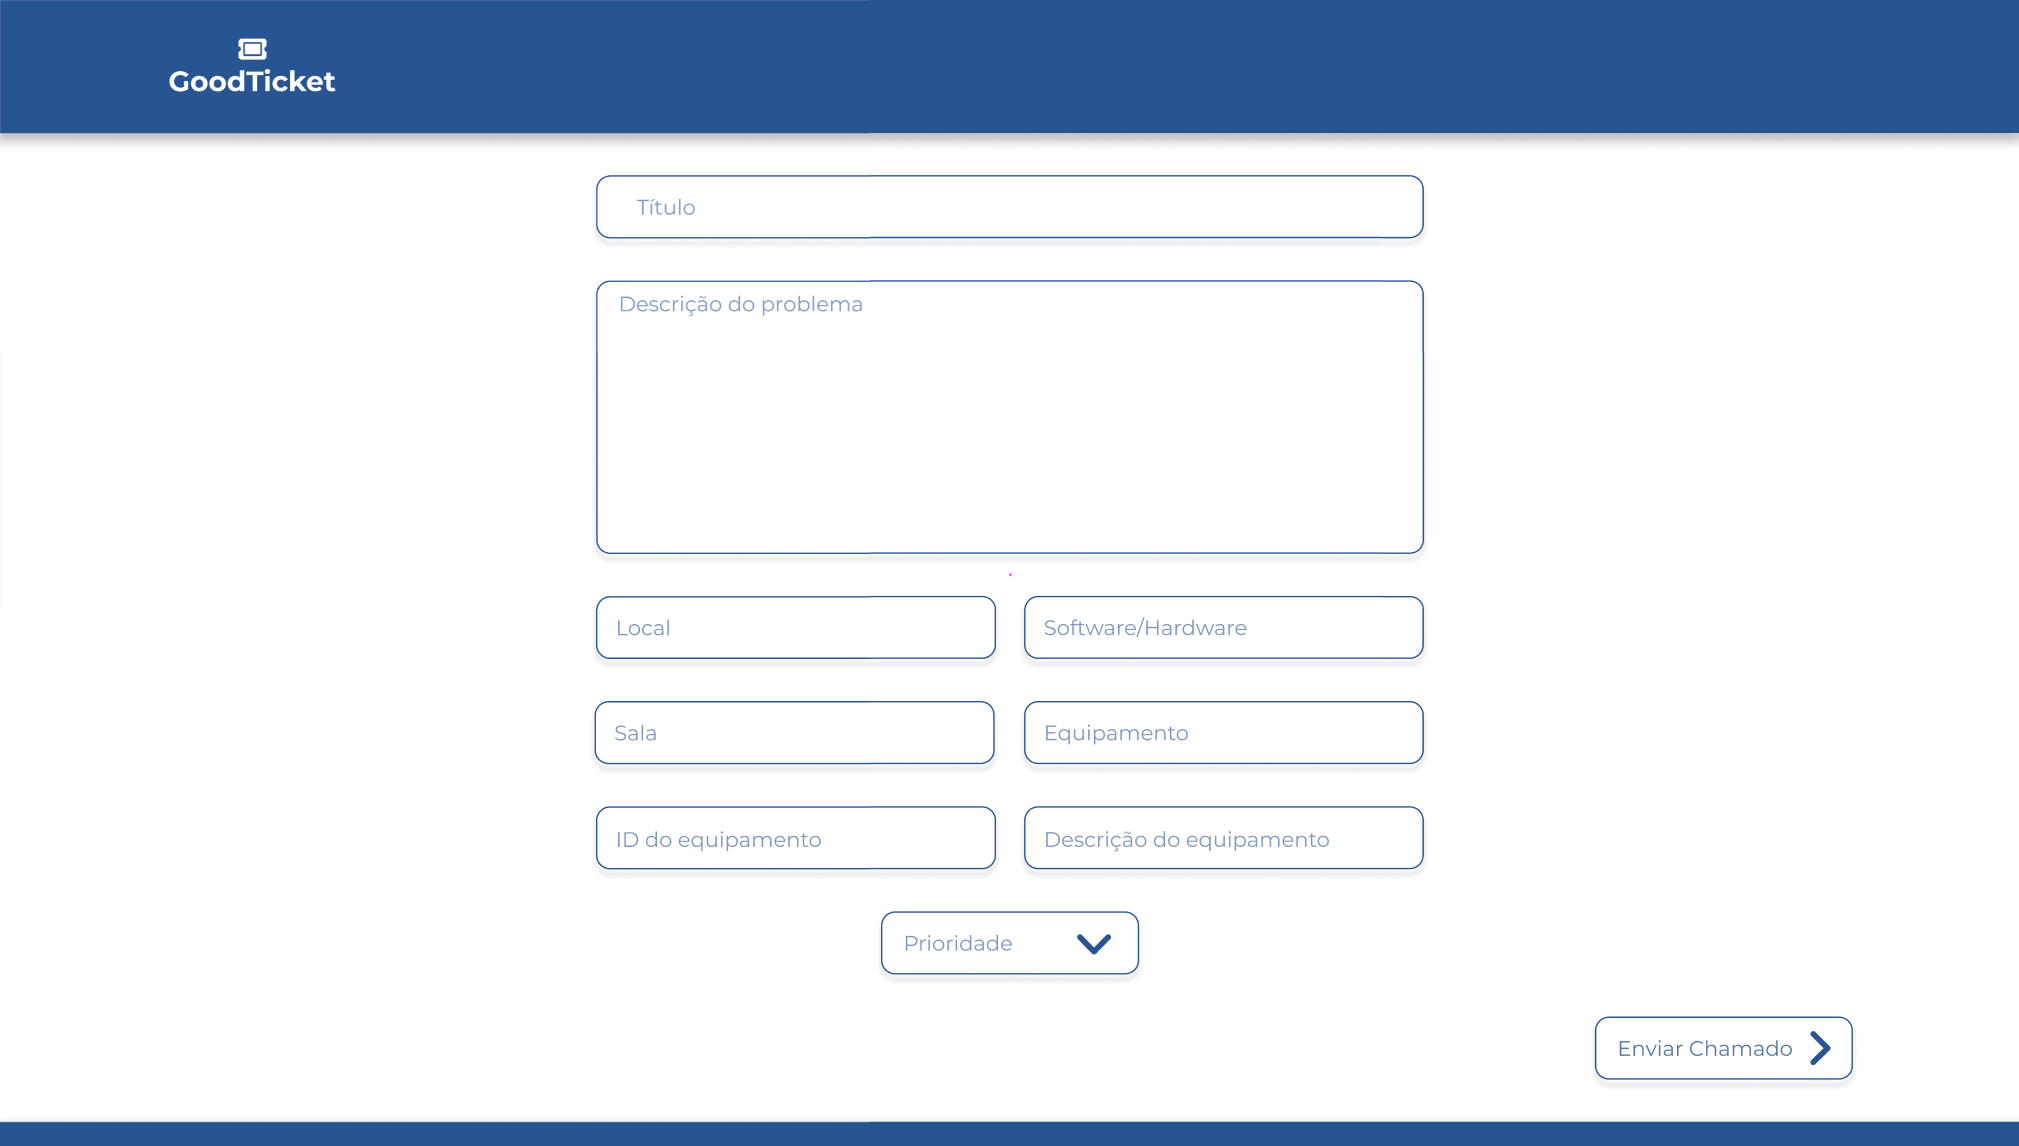 GoodTicket
Título
Descrição do problema
Local
Software/Hardware
Sala
Equipamento
ID do equipamento
Descrição do equipamento
Prioridade
Enviar Chamado